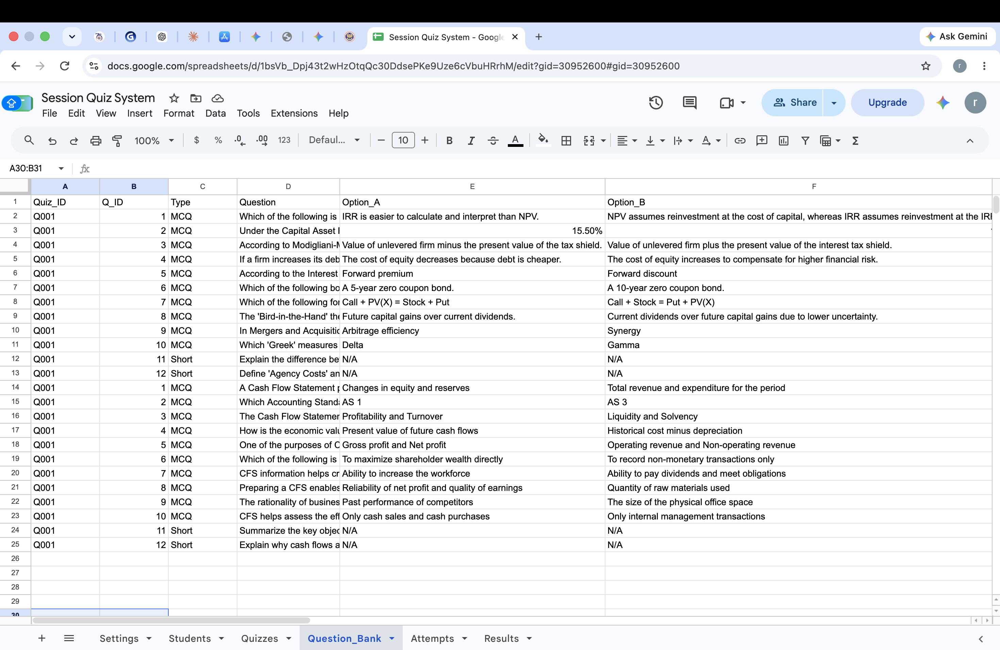 Session Quiz System - Google
Ask Gemini
docs.google.com/spreadsheets/d/1bsVb_Dpj43t2wHzOtqQc30DdsePKe9Uze6cVbuHRrhM/edit?gid=30952600#gid=30952600
r
Session Quiz System
File Edit View Insert Format Data Tools Extensions Help
Share
Upgrade
r
100% $ % .0 .00 123 Defaul... 10 B I A
A30:B31 fx
A B C D E F
1 Quiz_ID Q_ID Type Question Option_A Option_B
2 Q001 1 MCQ Which of the following is IRR is easier to calculate and interpret than NPV. NPV assumes reinvestment at the cost of capital, whereas IRR assumes reinvestment at the IRR
3 Q001 2 MCQ Under the Capital Asset 15.50%
4 Q001 3 MCQ According to Modigliani-M Value of unlevered firm minus the present value of the tax shield. Value of unlevered firm plus the present value of the interest tax shield.
5 Q001 4 MCQ If a firm increases its deb The cost of equity decreases because debt is cheaper. The cost of equity increases to compensate for higher financial risk.
6 Q001 5 MCQ According to the Interest Forward premium Forward discount
7 Q001 6 MCQ Which of the following bo A 5-year zero coupon bond. A 10-year zero coupon bond.
8 Q001 7 MCQ Which of the following for Call + PV(X) = Stock + Put Call + Stock = Put + PV(X)
9 Q001 8 MCQ The 'Bird-in-the-Hand' the Future capital gains over current dividends. Current dividends over future capital gains due to lower uncertainty.
10 Q001 9 MCQ In Mergers and Acquisitio Arbitrage efficiency Synergy
11 Q001 10 MCQ Which 'Greek' measures Delta Gamma
12 Q001 11 Short Explain the difference be N/A N/A
13 Q001 12 Short Define 'Agency Costs' an N/A N/A
14 Q001 1 MCQ A Cash Flow Statement p Changes in equity and reserves Total revenue and expenditure for the period
15 Q001 2 MCQ Which Accounting Standa AS 1 AS 3
16 Q001 3 MCQ The Cash Flow Statemen Profitability and Turnover Liquidity and Solvency
17 Q001 4 MCQ How is the economic valu Present value of future cash flows Historical cost minus depreciation
18 Q001 5 MCQ One of the purposes of C Gross profit and Net profit Operating revenue and Non-operating revenue
19 Q001 6 MCQ Which of the following is To maximize shareholder wealth directly To record non-monetary transactions only
20 Q001 7 MCQ CFS information helps cr Ability to increase the workforce Ability to pay dividends and meet obligations
21 Q001 8 MCQ Preparing a CFS enables Reliability of net profit and quality of earnings Quantity of raw materials used
22 Q001 9 MCQ The rationality of busines Past performance of competitors The size of the physical office space
23 Q001 10 MCQ CFS helps assess the eff Only cash sales and cash purchases Only internal management transactions
24 Q001 11 Short Summarize the key objec N/A N/A
25 Q001 12 Short Explain why cash flows a N/A N/A
26
27
28
29
30
Settings Students Quizzes Question_Bank Attempts Results